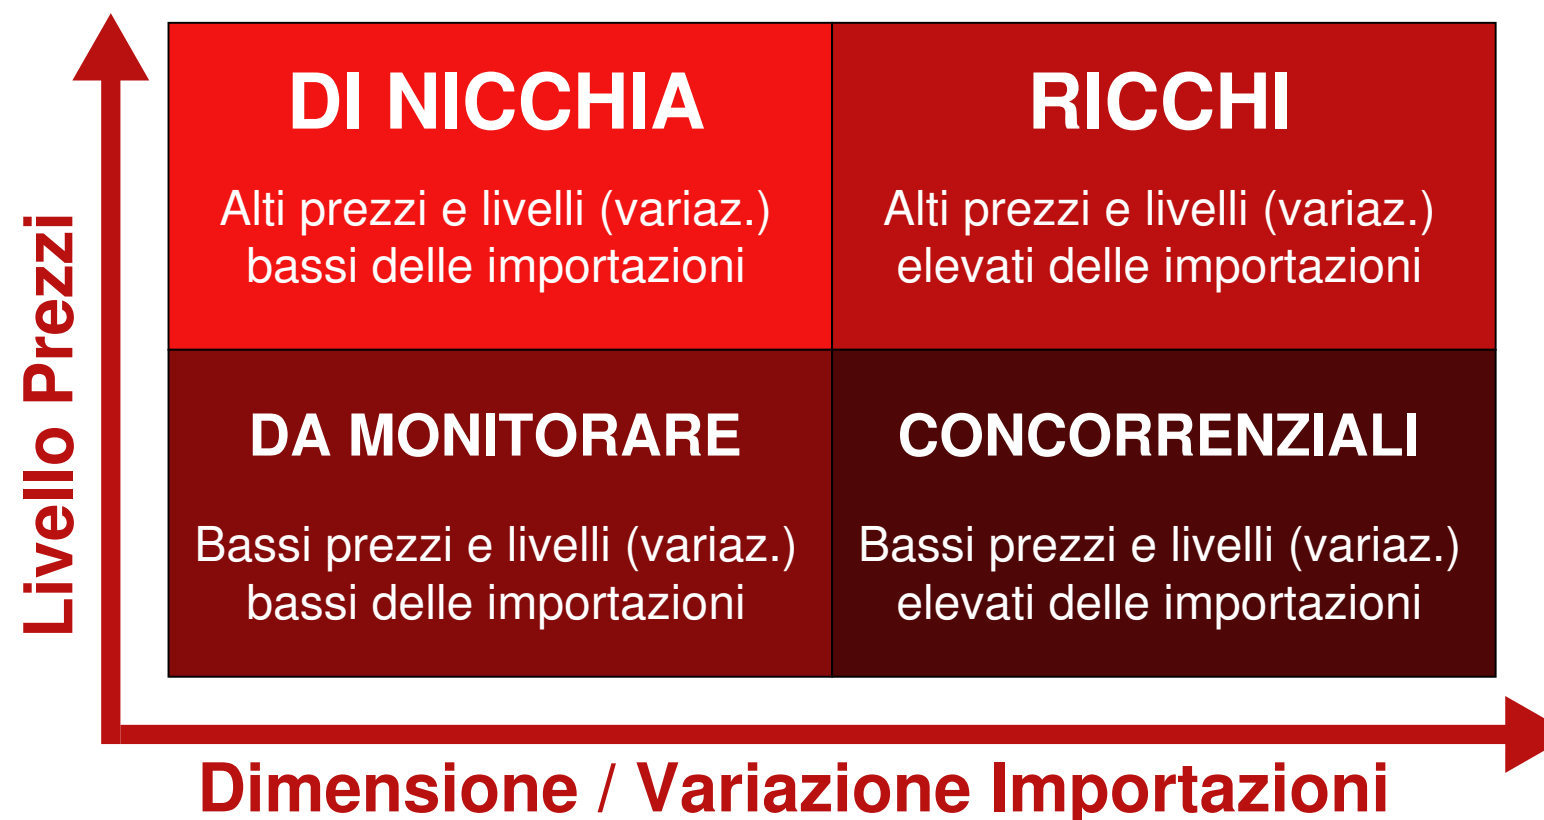 Livello Prezzi
DI NICCHIA
Alti prezzi e livelli (variaz.)
bassi delle importazioni
RICCHI
Alti prezzi e livelli (variaz.)
elevati delle importazioni
DA MONITORARE
Bassi prezzi e livelli (variaz.)
bassi delle importazioni
CONCORRENZIALI
Bassi prezzi e livelli (variaz.)
elevati delle importazioni
Dimensione / Variazione Importazioni